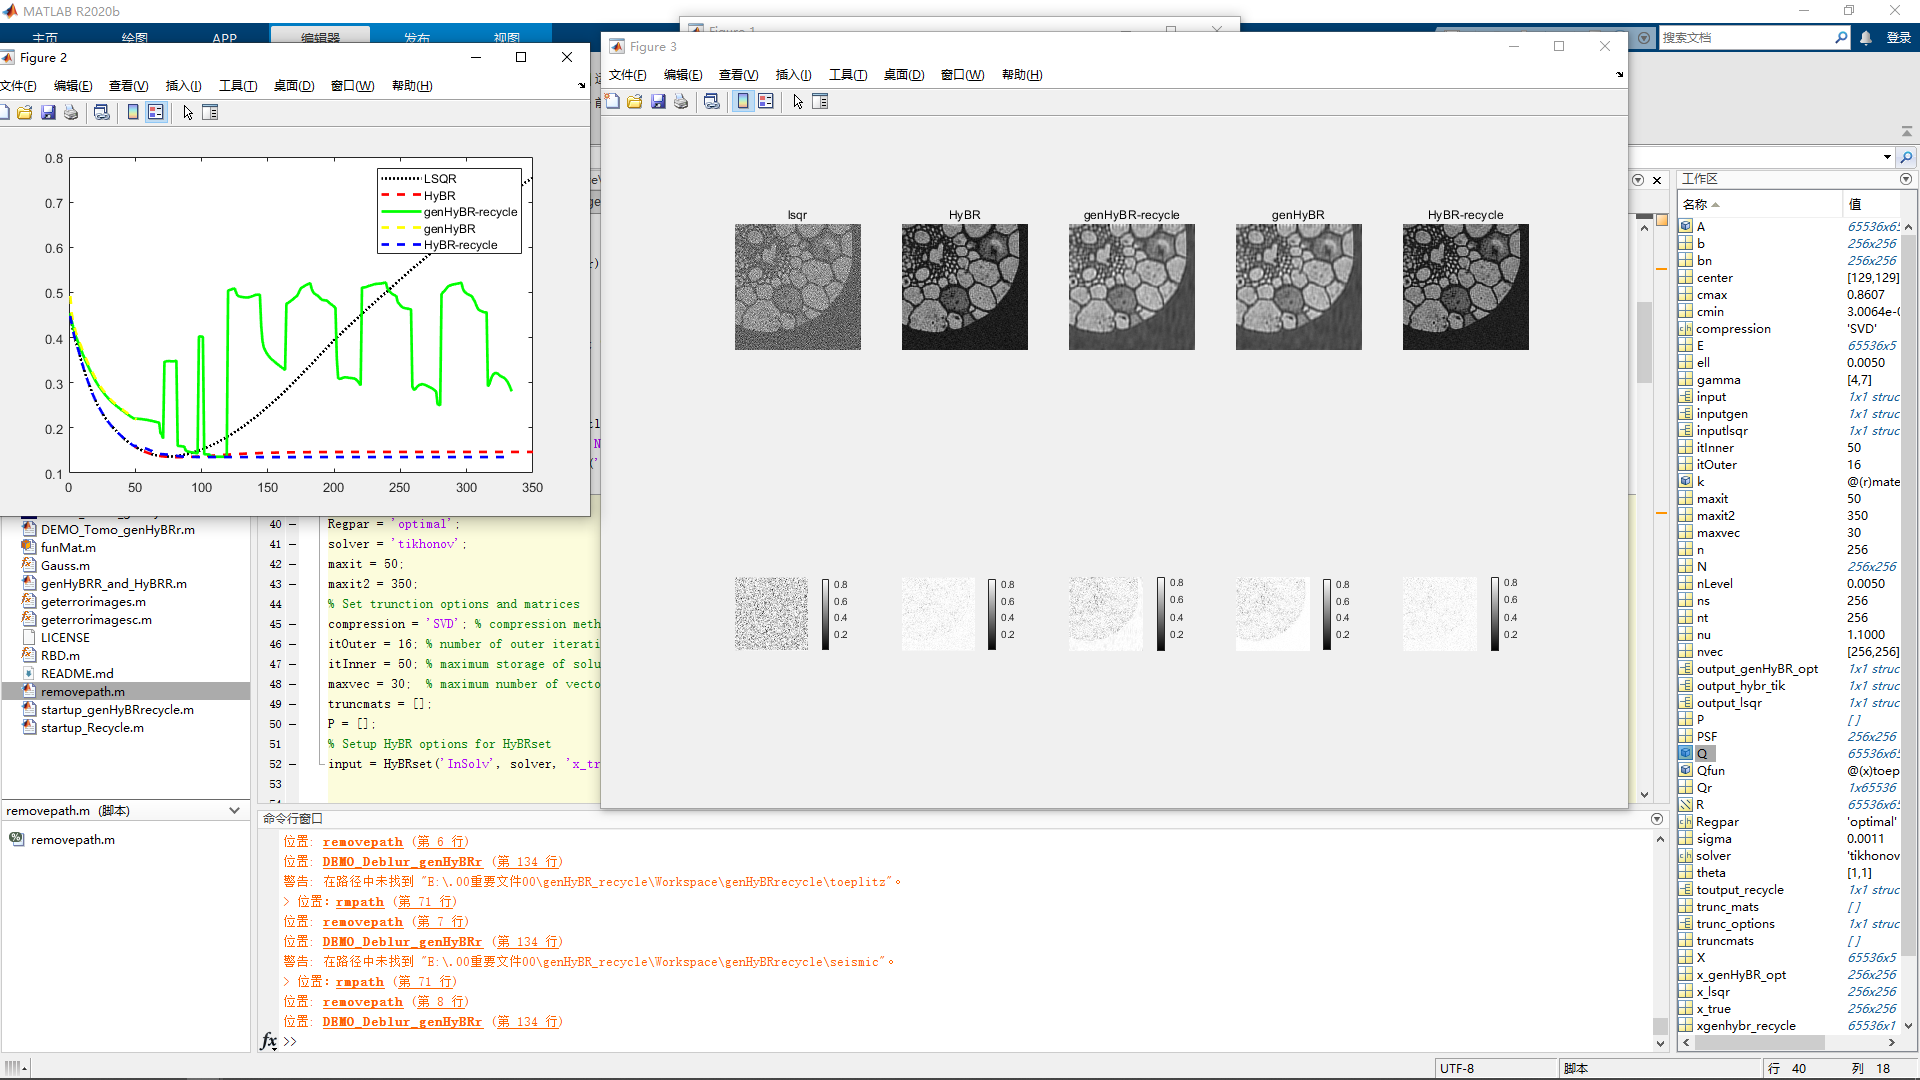 MATLAB R2020b
主页 绘图 APP 编辑器 发布 视图
搜索文档
登录
Figure 1
Figure 2
文件(F) 编辑(E) 查看(V) 插入(I) 工具(T) 桌面(D) 窗口(W) 帮助(H)
0.8
0.7
0.6
0.5
0.4
0.3
0.2
0.1
0 50 100 150 200 250 300 350
LSQR
HyBR
genHyBR-recycle
genHyBR
HyBR-recycle
Figure 3
文件(F) 编辑(E) 查看(V) 插入(I) 工具(T) 桌面(D) 窗口(W) 帮助(H)
lsqr HyBR genHyBR-recycle genHyBR HyBR-recycle
0.8 0.8 0.8 0.8 0.8
0.6 0.6 0.6 0.6 0.6
0.4 0.4 0.4 0.4 0.4
0.2 0.2 0.2 0.2 0.2
DEMO_Tomo_genHyBRr.m
funMat.m
Gauss.m
genHyBRR_and_HyBRR.m
geterrorimages.m
geterrorimagesc.m
LICENSE
RBD.m
README.md
removepath.m
startup_genHyBRrecycle.m
startup_Recycle.m
removepath.m (脚本)
removepath.m
40 – Regpar = 'optimal';
41 – solver = 'tikhonov';
42 – maxit = 50;
43 – maxit2 = 350;
44 % Set trunction options and matrices
45 – compression = 'SVD'; % compression meth
46 – itOuter = 16; % number of outer iterati
47 – itInner = 50; % maximum storage of solu
48 – maxvec = 30; % maximum number of vecto
49 – truncmats = [];
50 – P = [];
51 % Setup HyBR options for HyBRset
52 – input = HyBRset('InSolv', solver, 'x_tr
53
命令行窗口
位置: removepath (第 6 行)
位置: DEMO_Deblur_genHyBRr (第 134 行)
警告: 在路径中未找到 "E:\.00重要文件00\genHyBR_recycle\Workspace\genHyBRrecycle\toeplitz"。
> 位置: rmpath (第 71 行)
位置: removepath (第 7 行)
位置: DEMO_Deblur_genHyBRr (第 134 行)
警告: 在路径中未找到 "E:\.00重要文件00\genHyBR_recycle\Workspace\genHyBRrecycle\seismic"。
> 位置: rmpath (第 71 行)
位置: removepath (第 8 行)
位置: DEMO_Deblur_genHyBRr (第 134 行)
fx >>
工作区
名称 值
A 65536x65
b 256x256
bn 256x256
center [129,129]
cmax 0.8607
cmin 3.0064e-0
compression 'SVD'
E 65536x5
ell 0.0050
gamma [4,7]
input 1x1 struc
inputgen 1x1 struc
inputlsqr 1x1 struc
itInner 50
itOuter 16
k @(r)mate
maxit 50
maxit2 350
maxvec 30
n 256
N 256x256
nLevel 0.0050
ns 256
nt 256
nu 1.1000
nvec [256,256]
output_genHyBR_opt 1x1 struc
output_hybr_tik 1x1 struc
output_lsqr 1x1 struc
P []
PSF 256x256
Q 65536x65
Qfun @(x)toep
Qr 1x65536
R 65536x65
Regpar 'optimal'
sigma 0.0011
solver 'tikhonov
theta [1,1]
toutput_recycle 1x1 struc
trunc_mats []
trunc_options 1x1 struc
truncmats []
X 65536x5
x_genHyBR_opt 256x256
x_lsqr 256x256
x_true 256x256
xgenhybr_recycle 65536x1
UTF-8 脚本 行 40 列 18